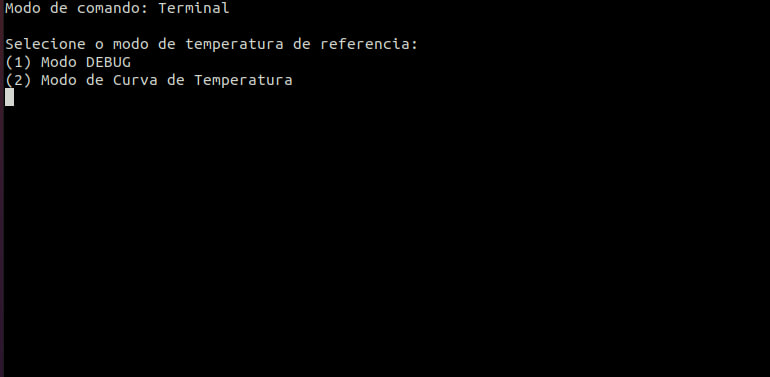 Modo de comando: Terminal
Selecione o modo de temperatura de referencia:
(1) Modo DEBUG
(2) Modo de Curva de Temperatura